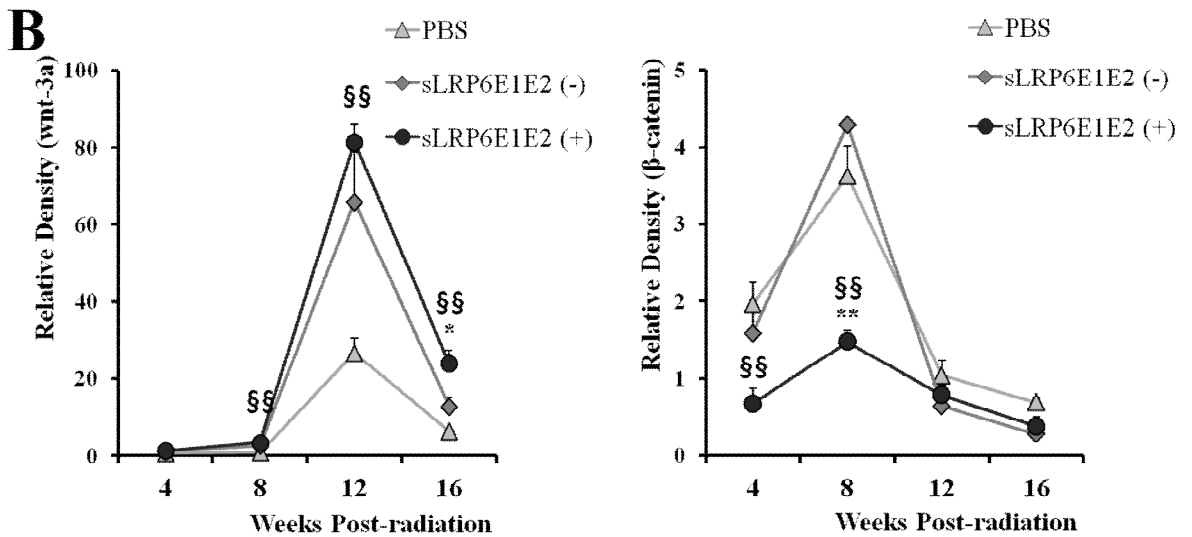 B
PBS
sLRP6E1E2 (-)
sLRP6E1E2 (+)
Relative Density (wnt-3a)
100
80
60
40
20
0
§§
§§
§§
*
4 8 12 16
Weeks Post-radiation
PBS
sLRP6E1E2 (-)
sLRP6E1E2 (+)
Relative Density (β-catenin)
5
4
3
2
1
0
§§
**
§§
4 8 12 16
Weeks Post-radiation